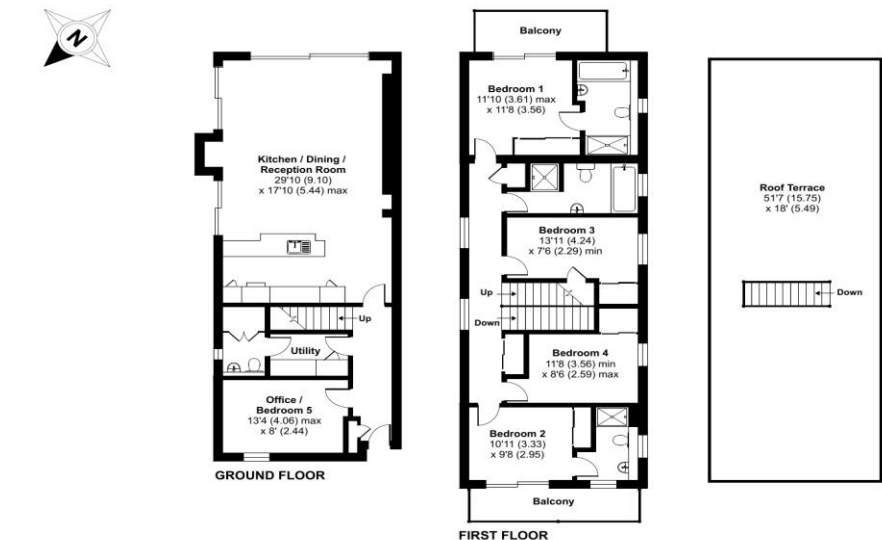 N
Kitchen / Dining /
Reception Room
29'10 (9.10)
x 17'10 (5.44) max
Up
Utility
Office /
Bedroom 5
13'4 (4.06) max
x 8' (2.44)
GROUND FLOOR
Balcony
Bedroom 1
11'10 (3.61) max
x 11'8 (3.56)
Bedroom 3
13'11 (4.24)
x 7'6 (2.29) min
Up
Down
Bedroom 4
11'8 (3.56) min
x 8'6 (2.59) max
Bedroom 2
10'11 (3.33)
x 9'8 (2.95)
Balcony
FIRST FLOOR
Roof Terrace
51'7 (15.75)
x 18' (5.49)
Down